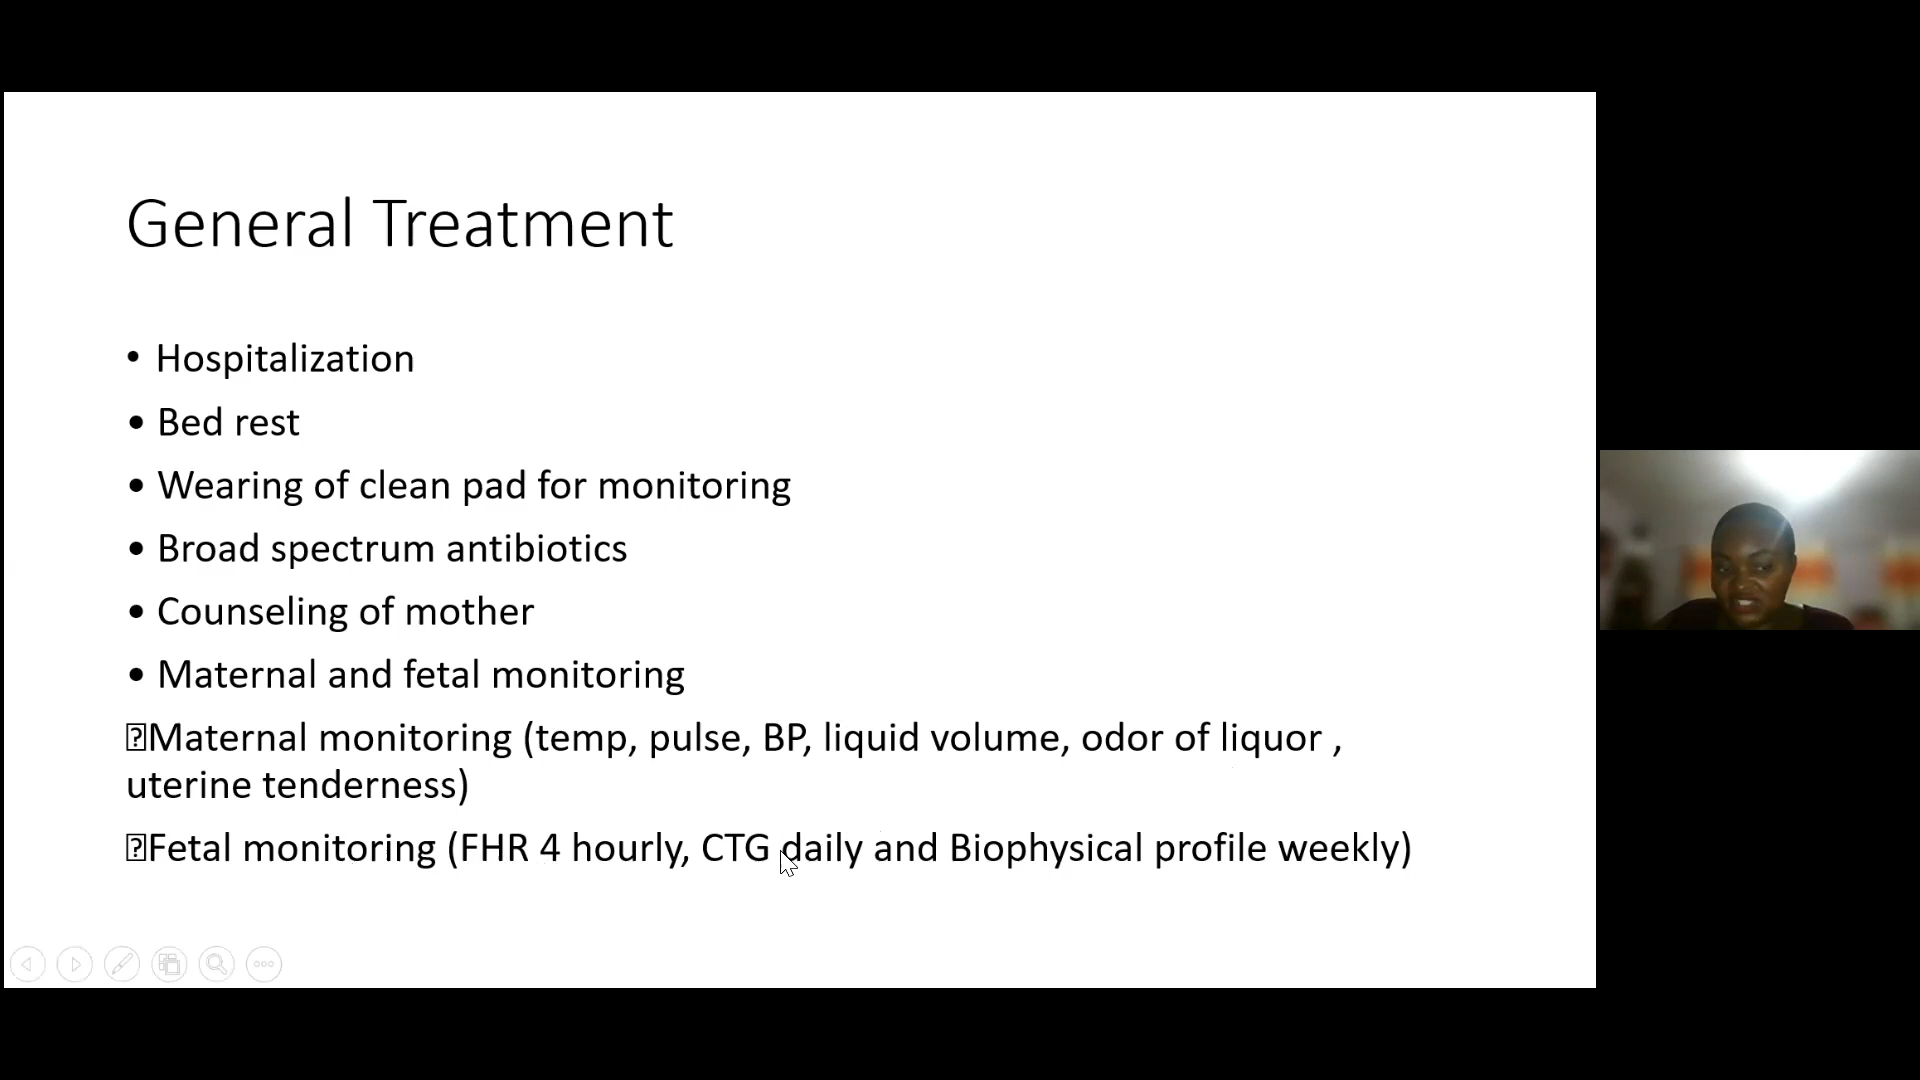 General Treatment
• Hospitalization
• Bed rest
• Wearing of clean pad for monitoring
• Broad spectrum antibiotics
• Counseling of mother
• Maternal and fetal monitoring
Maternal monitoring (temp, pulse, BP, liquid volume, odor of liquor ,
uterine tenderness)
Fetal monitoring (FHR 4 hourly, CTG daily and Biophysical profile weekly)